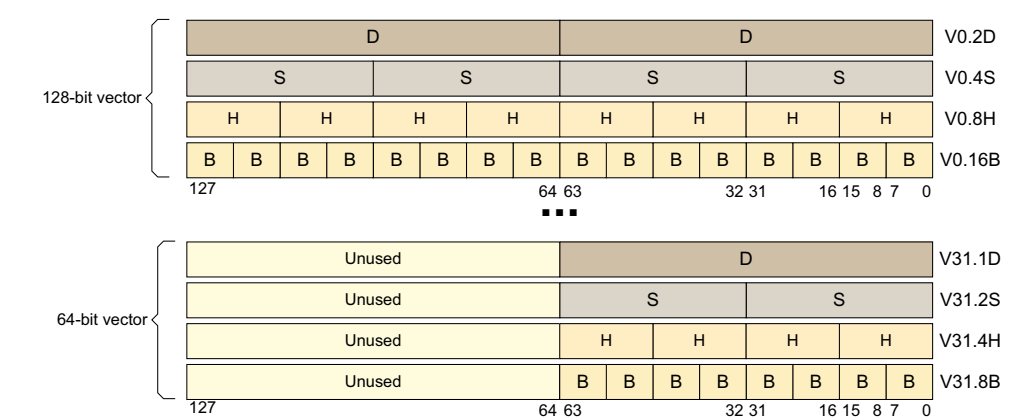 D D V0.2D
S S S S V0.4S
128-bit vector
H H H H H H H H V0.8H
B B B B B B B B B B B B B B B B V0.16B
127 64 63 32 31 16 15 8 7 0
Unused D V31.1D
Unused S S V31.2S
64-bit vector
Unused H H H H V31.4H
Unused B B B B B B B B V31.8B
127 64 63 32 31 16 15 8 7 0